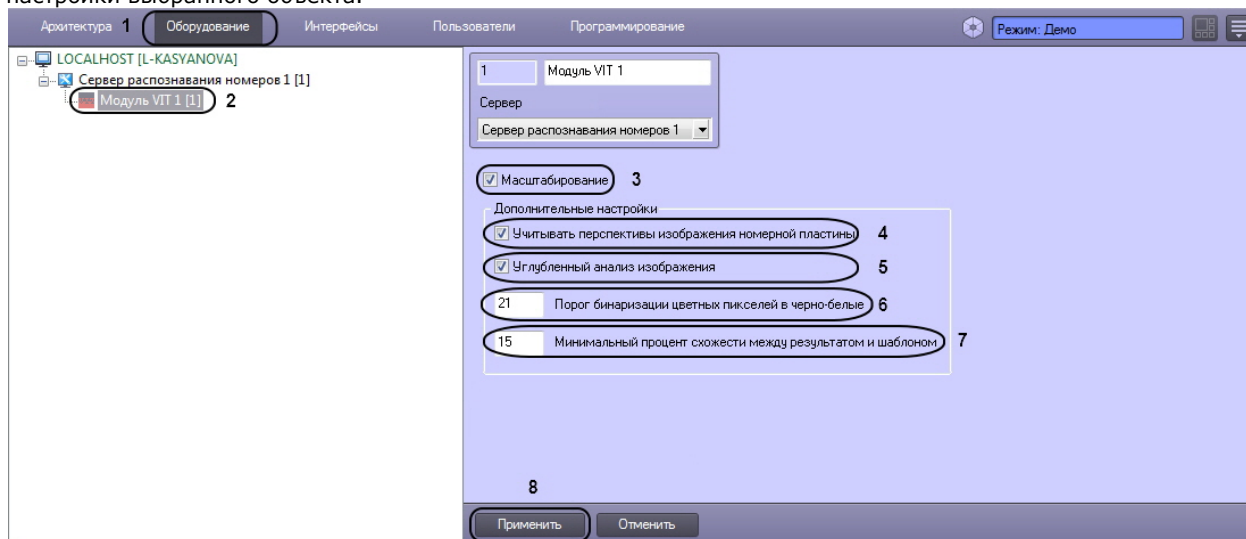 настройки выбранного объекта.
Архитектура 1 Оборудование Интерфейсы Пользователи Программирование Режим: Демо
LOCALHOST [L-KASYANOVA]
Сервер распознавания номеров 1 [1]
Модуль VIT 1 [1] 2
1 Модуль VIT 1
Сервер
Сервер распознавания номеров 1
Масштабирование 3
Дополнительные настройки
Учитывать перспективы изображения номерной пластины 4
Углубленный анализ изображения 5
21 Порог бинаризации цветных пикселей в черно-белые 6
15 Минимальный процент схожести между результатом и шаблоном 7
8
Применить Отменить